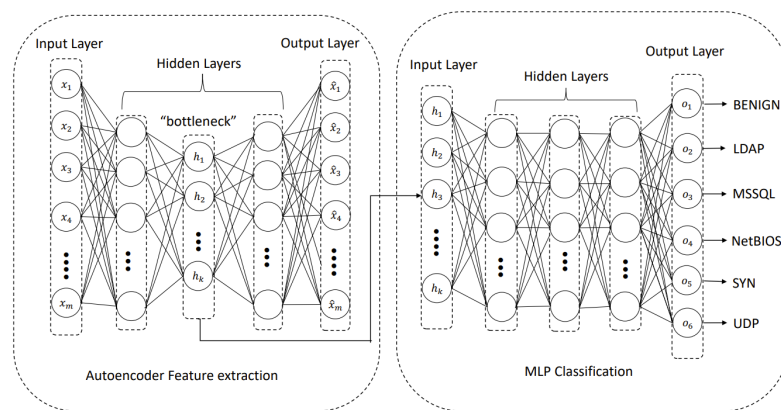 Input Layer
Output Layer
Hidden Layers
"bottleneck"
x₁
x₂
x₃
x₄
xₘ
h₁
h₂
hₖ
x̂₁
x̂₂
x̂₃
x̂₄
x̂ₘ
Autoencoder Feature extraction
Input Layer
Output Layer
Hidden Layers
h₁
h₂
h₃
hₖ
o₁
o₂
o₃
o₄
o₅
o₆
BENIGN
LDAP
MSSQL
NetBIOS
SYN
UDP
MLP Classification